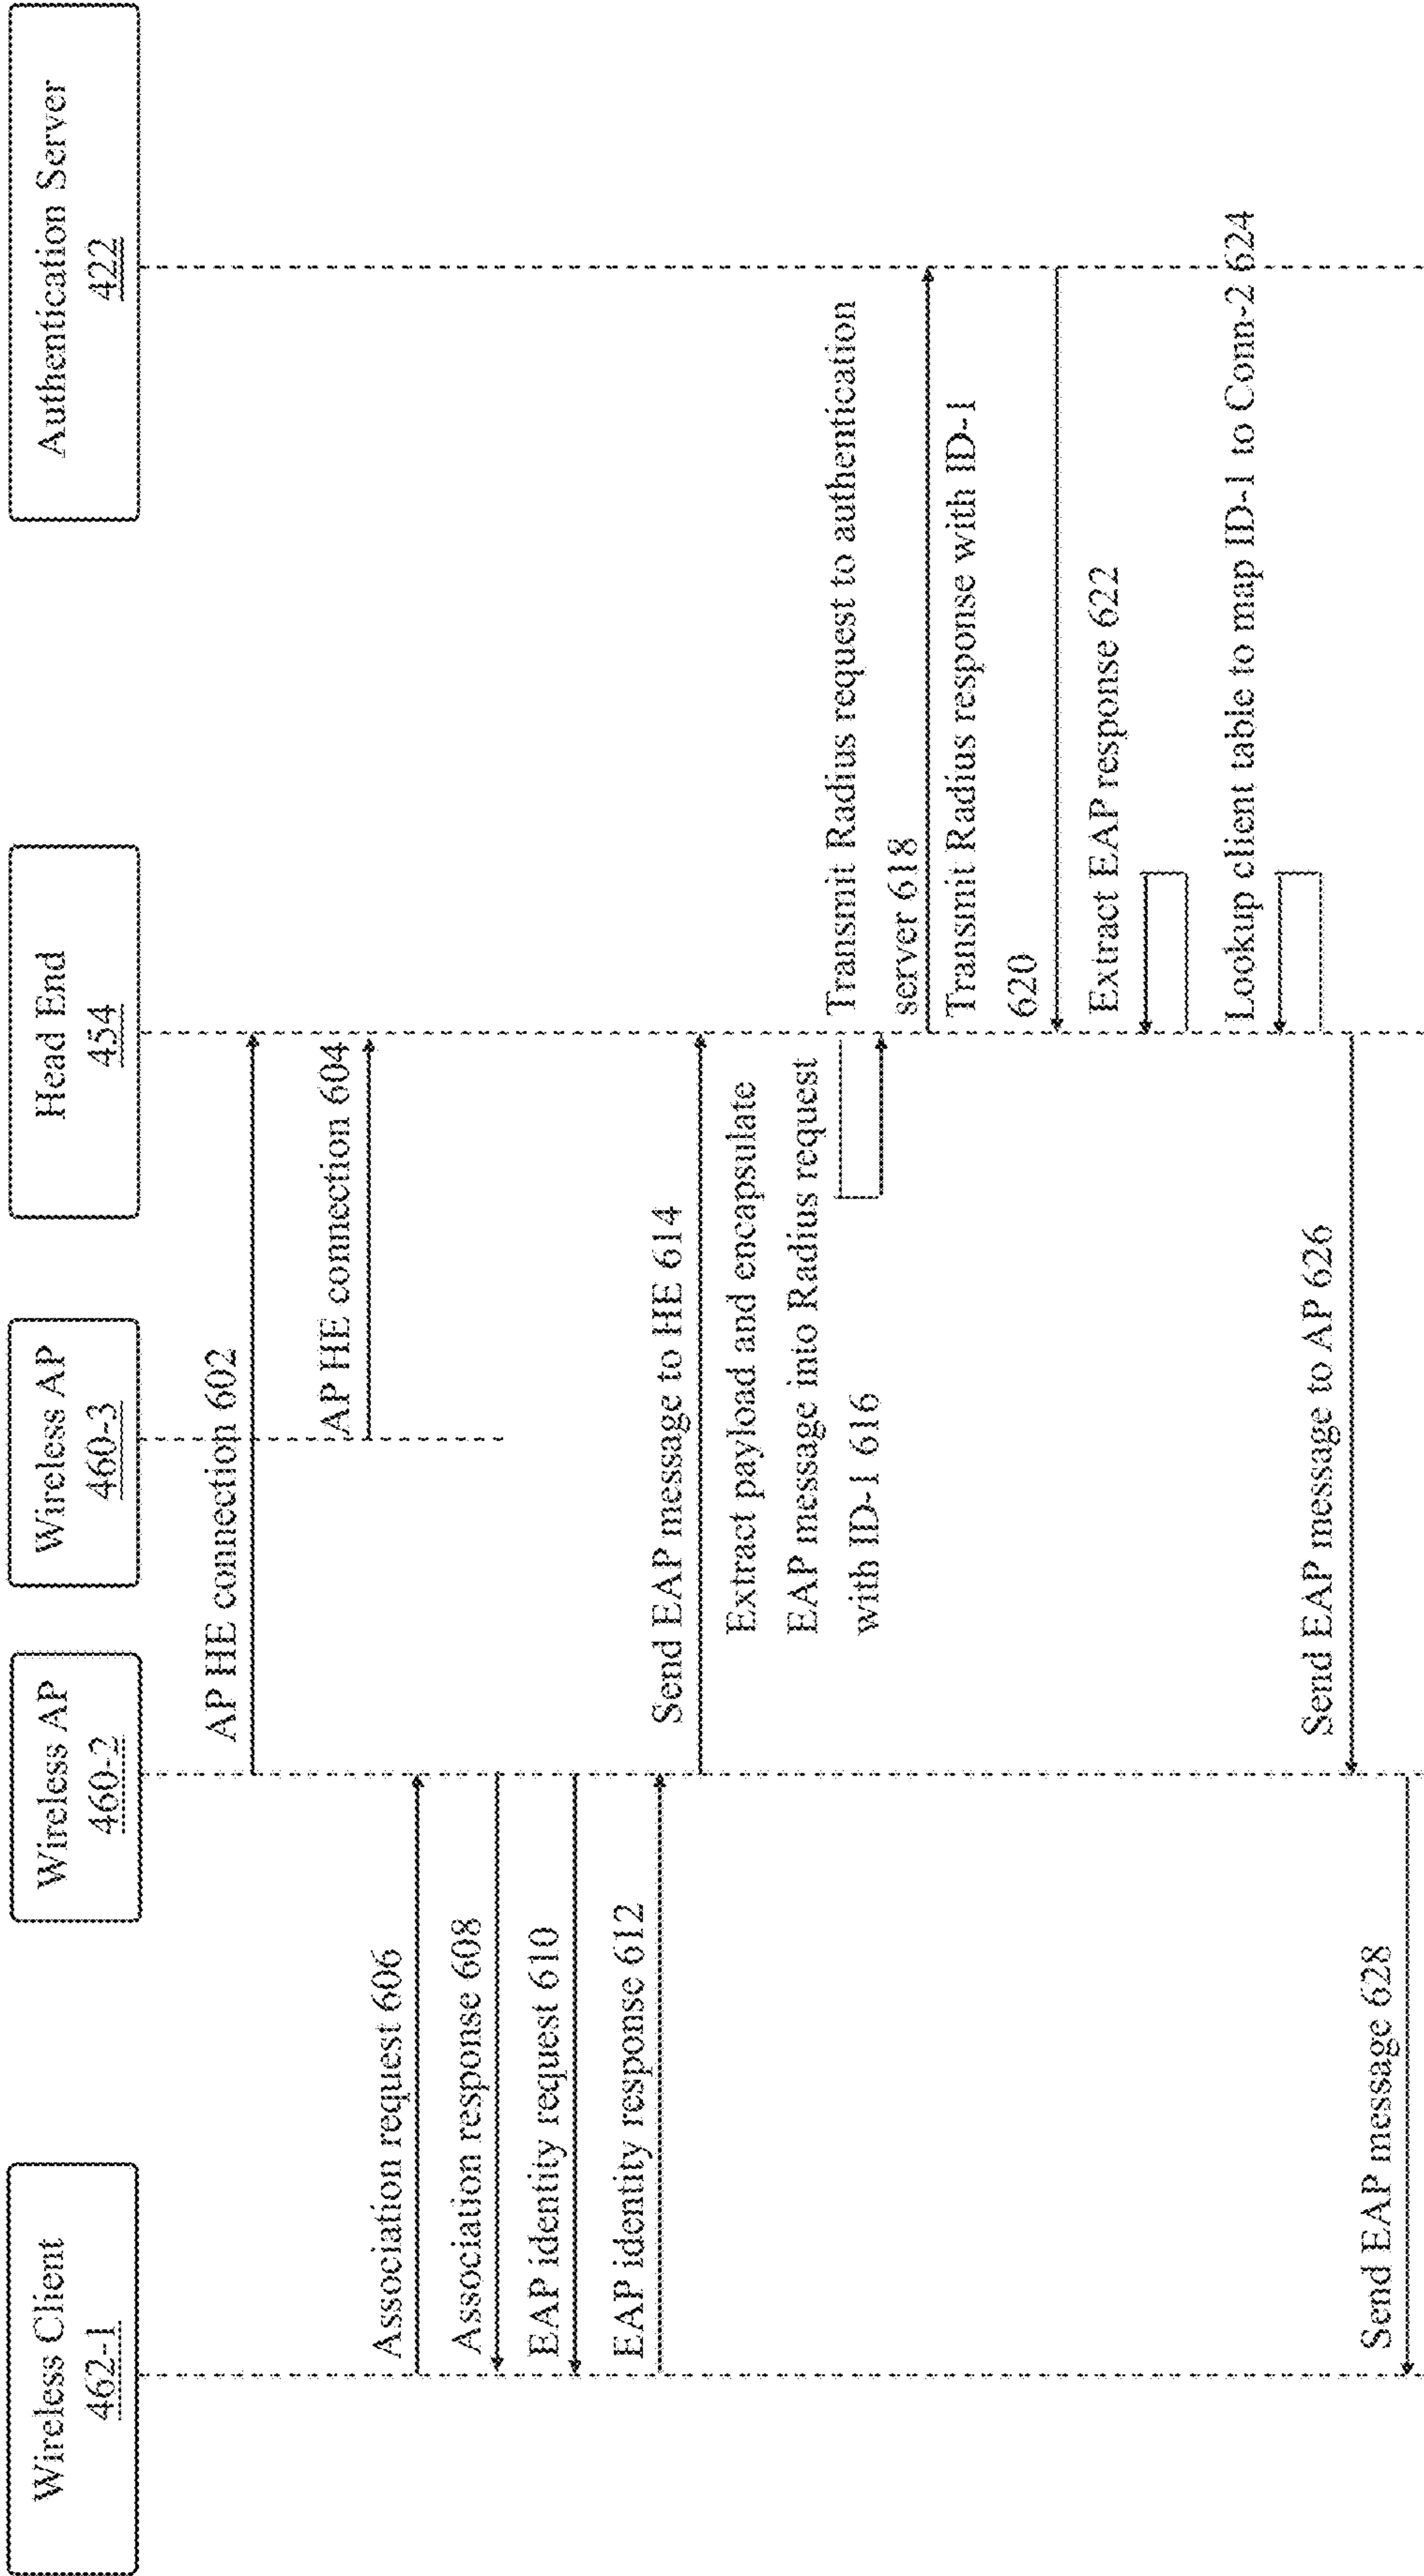 Wireless Client
462-1
Wireless AP
460-2
Wireless AP
460-3
Head End
454
Authentication Server
422
AP HE connection 602
AP HE connection 604
Association request 606
Association response 608
EAP identity request 610
EAP identity response 612
Send EAP message to HE 614
Extract payload and encapsulate
EAP message into Radius request
with ID-1 616
Transmit Radius request to authentication
server 618
Transmit Radius response with ID-1
620
Extract EAP response 622
Lookup client table to map ID-1 to Conn-2 624
Send EAP message to AP 626
Send EAP message 628